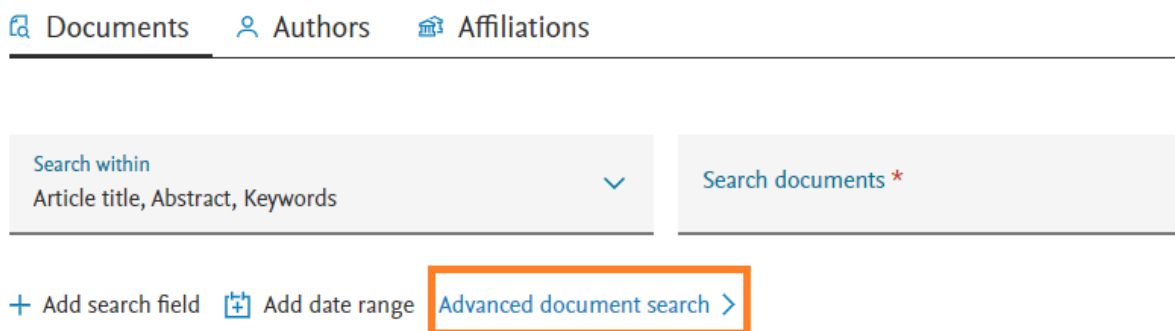 Documents Authors Affiliations
Search within
Article title, Abstract, Keywords
Search documents *
Add search field Add date range Advanced document search